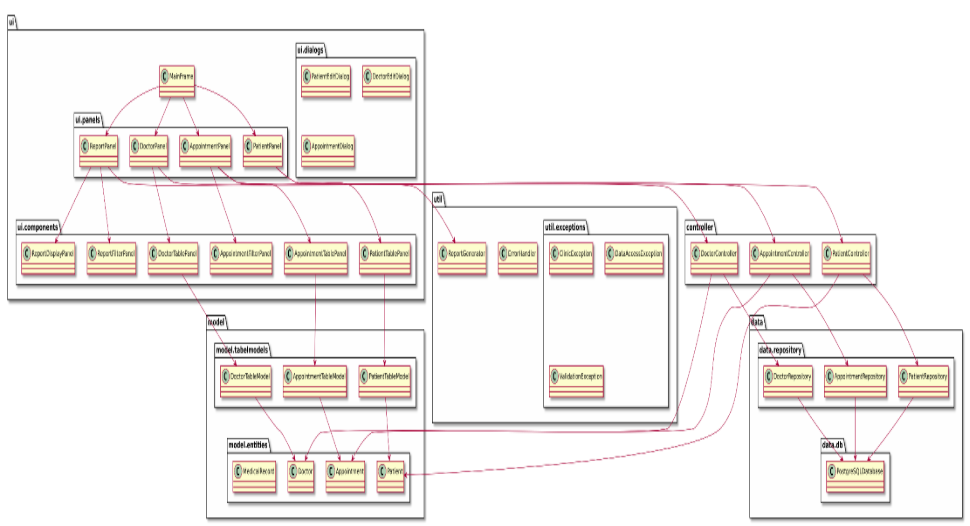 ui
ui.dialogs
C PatientEditDialog
C DoctorEditDialog
C MainFrame
C AppointmentDialog
ui.panels
C ReportPanel
C DoctorPanel
C AppointmentPanel
C PatientPanel
ui.components
C ReportDisplayPanel
C ReportFilterPanel
C DoctorTablePanel
C AppointmentFilterPanel
C AppointmentTablePanel
C PatientTablePanel
util
C ReportGenerator
C ErrorHandler
util.exceptions
C ClinicException
C DataAccessException
C ValidationException
controller
C DoctorController
C AppointmentController
C PatientController
model
model.tabelmodels
C DoctorTableModel
C AppointmentTableModel
C PatientTableModel
model.entities
C MedicalRecord
C Doctor
C Appointment
C Patient
data
data.repository
C DoctorRepository
C AppointmentRepository
C PatientRepository
data.db
C PostgreSQLDatabase